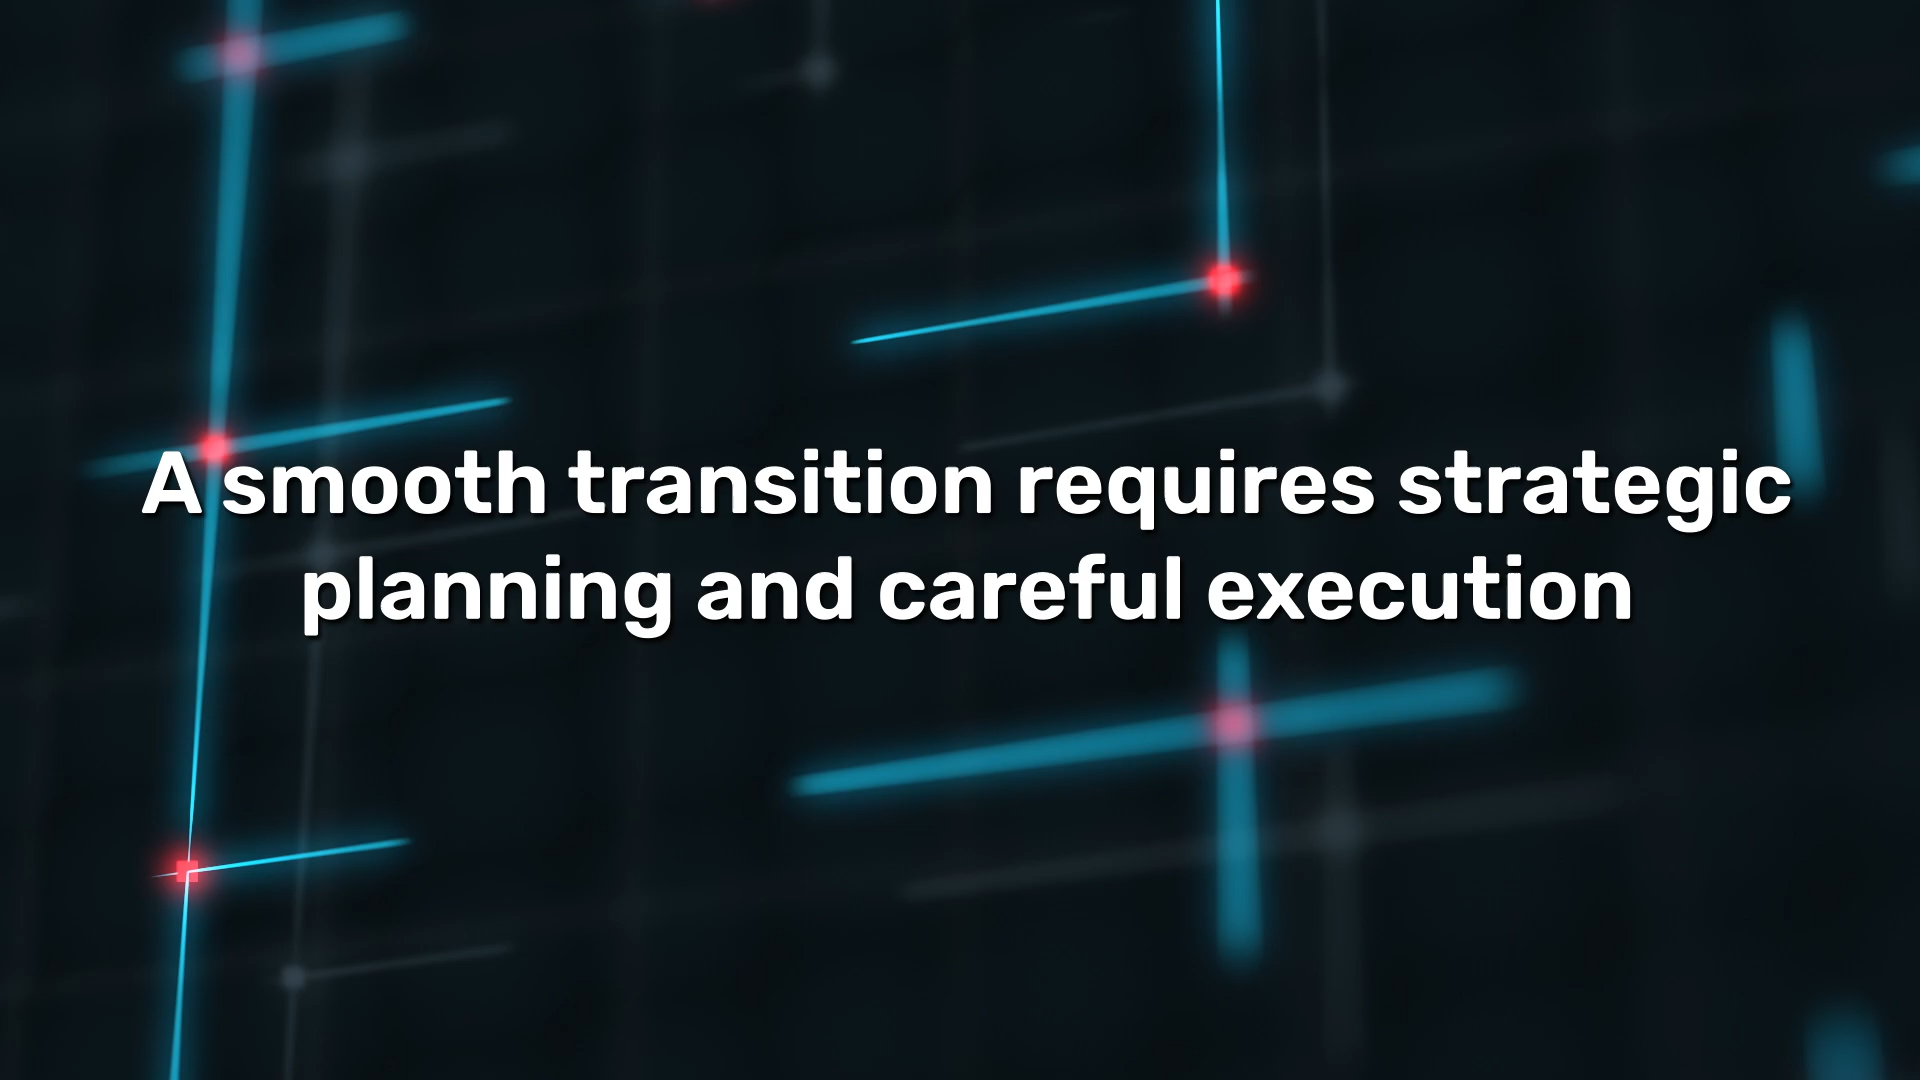 A smooth transition requires strategic
planning and careful execution